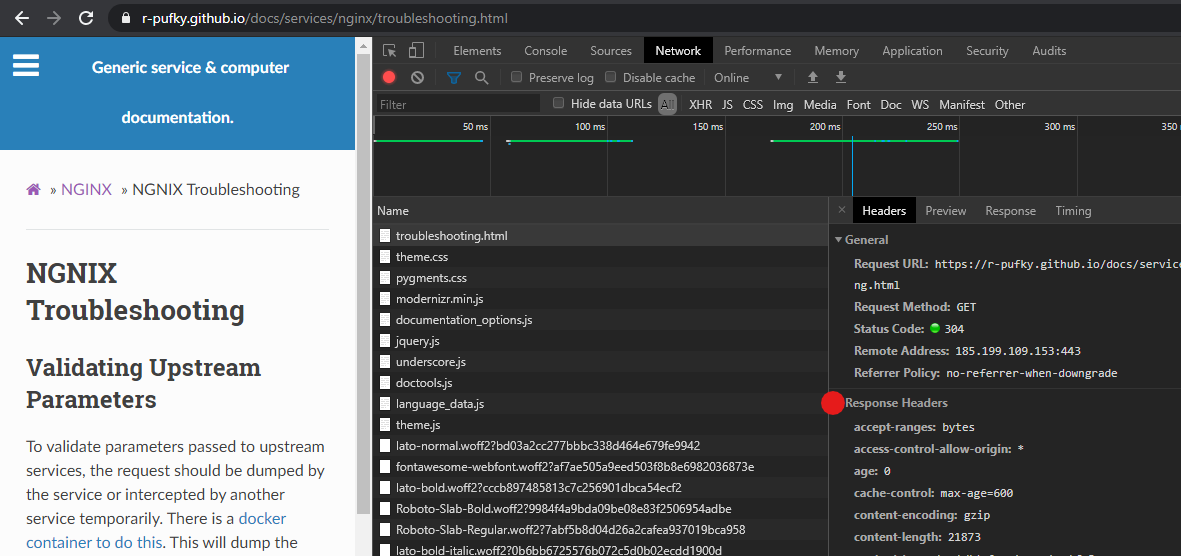 r-pufky.github.io/docs/services/nginx/troubleshooting.html
Generic service & computer
documentation.
» NGINX » NGNIX Troubleshooting
NGNIX
Troubleshooting
Validating Upstream
Parameters
To validate parameters passed to upstream
services, the request should be dumped by
the service or intercepted by another
service temporarily. There is a docker
container to do this. This will dump the
Elements Console Sources Network Performance Memory Application Security Audits
Preserve log Disable cache Online
Filter Hide data URLs All XHR JS CSS Img Media Font Doc WS Manifest Other
50 ms 100 ms 150 ms 200 ms 250 ms 300 ms 350
Name
troubleshooting.html
theme.css
pygments.css
modernizr.min.js
documentation_options.js
jquery.js
underscore.js
doctools.js
language_data.js
theme.js
lato-normal.woff2?bd03a2cc277bbbc338d464e679fe9942
fontawesome-webfont.woff2?af7ae505a9eed503f8b8e6982036873e
lato-bold.woff2?cccb897485813c7c256901dbca54ecf2
Roboto-Slab-Bold.woff2?9984f4a9bda09be08e83f2506954adbe
Roboto-Slab-Regular.woff2?7abf5b8d04d26a2cafea937019bca958
lato-bold-italic.woff2?0b6bb6725576b072c5d0b02ecdd1900d
Headers Preview Response Timing
General
Request URL: https://r-pufky.github.io/docs/service
ng.html
Request Method: GET
Status Code: 304
Remote Address: 185.199.109.153:443
Referrer Policy: no-referrer-when-downgrade
Response Headers
accept-ranges: bytes
access-control-allow-origin: *
age: 0
cache-control: max-age=600
content-encoding: gzip
content-length: 21873